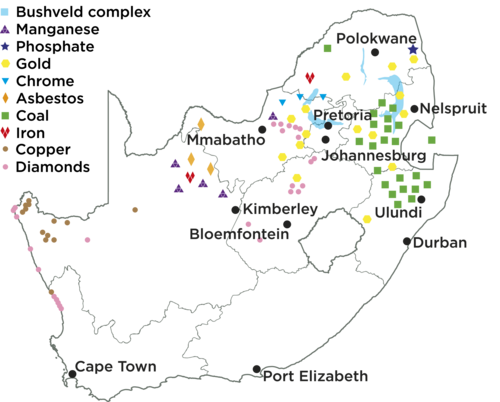 Bushveld complex
Manganese
Phosphate
Gold
Chrome
Asbestos
Coal
Iron
Copper
Diamonds
Polokwane
Nelspruit
Pretoria
Mmabatho
Johannesburg
Kimberley
Ulundi
Bloemfontein
Durban
Cape Town
Port Elizabeth